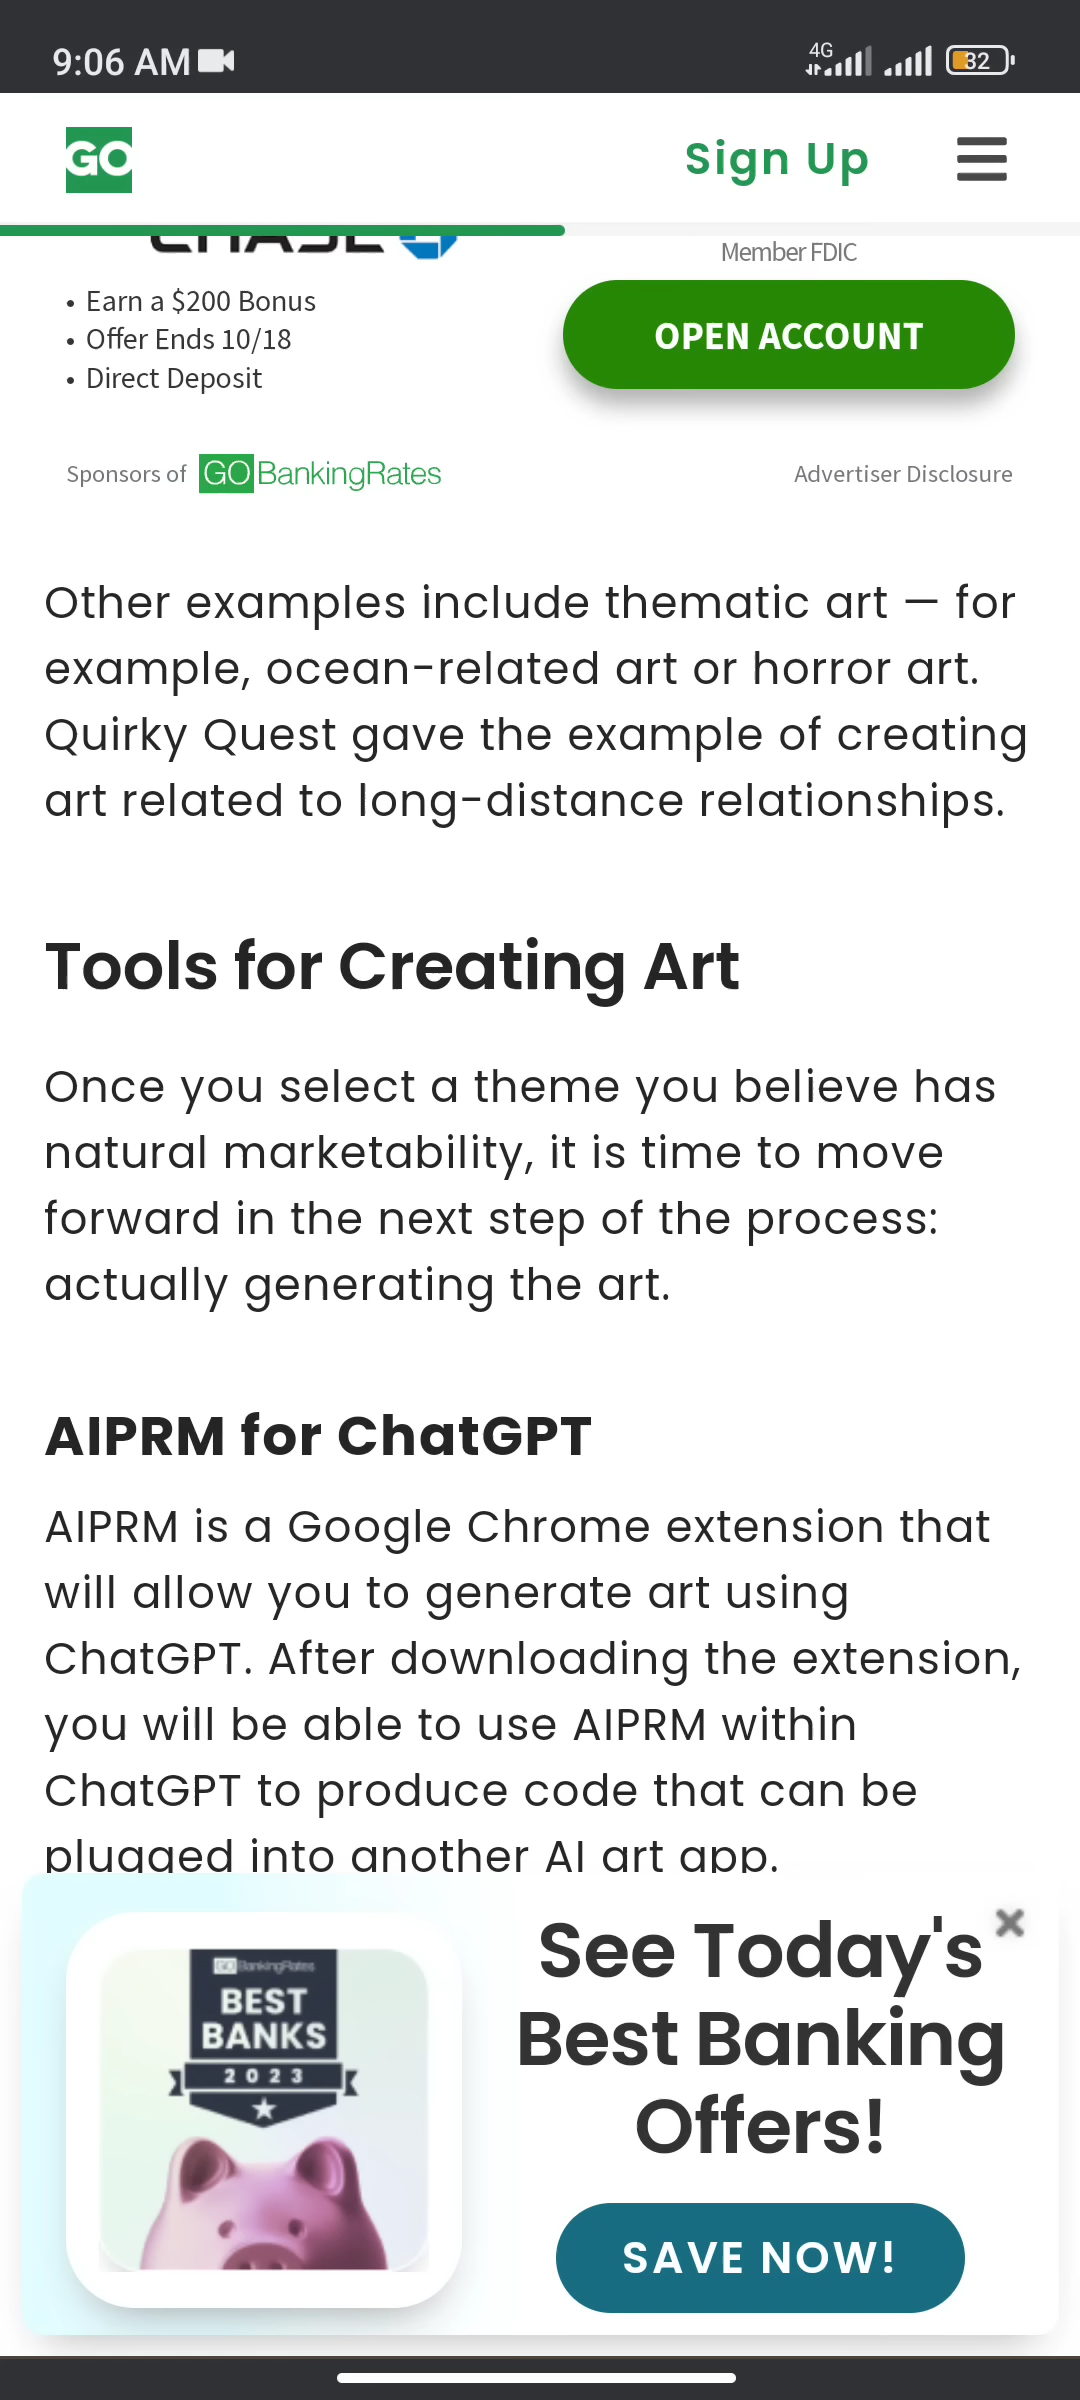 9:06 AM
4G
32
GO
Sign Up
CHASE
Member FDIC
• Earn a $200 Bonus
• Offer Ends 10/18
• Direct Deposit
OPEN ACCOUNT
Sponsors of GOBankingRates
Advertiser Disclosure
Other examples include thematic art — for
example, ocean-related art or horror art.
Quirky Quest gave the example of creating
art related to long-distance relationships.
Tools for Creating Art
Once you select a theme you believe has
natural marketability, it is time to move
forward in the next step of the process:
actually generating the art.
AIPRM for ChatGPT
AIPRM is a Google Chrome extension that
will allow you to generate art using
ChatGPT. After downloading the extension,
you will be able to use AIPRM within
ChatGPT to produce code that can be
plugged into another AI art app.
GOBankingRates
BEST
BANKS
2023
See Today's
Best Banking
Offers!
SAVE NOW!